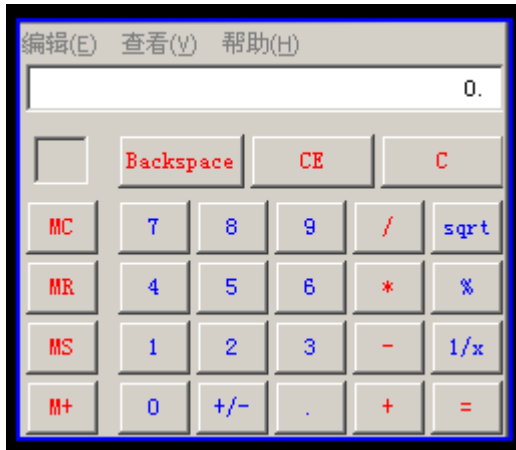 编辑(E) 查看(V) 帮助(H)
0.
Backspace CE C
MC 7 8 9 / sqrt
MR 4 5 6 * %
MS 1 2 3 - 1/x
M+ 0 +/- . + =